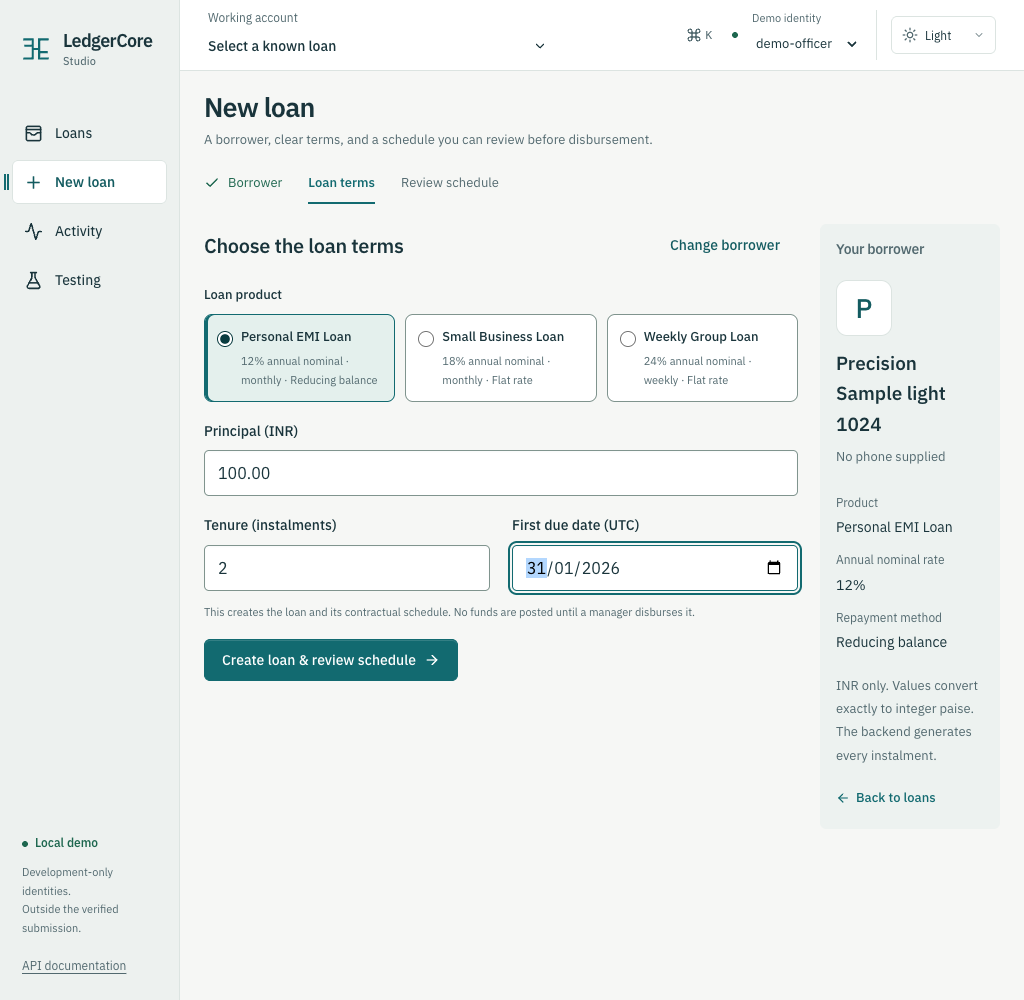 LedgerCore
Studio
Loans
New loan
Activity
Testing
Local demo
Development-only
identities.
Outside the verified
submission.
API documentation
Working account
Select a known loan
⌘ K
Demo identity
demo-officer
Light
New loan
A borrower, clear terms, and a schedule you can review before disbursement.
Borrower
Loan terms
Review schedule
Choose the loan terms
Change borrower
Loan product
Personal EMI Loan
12% annual nominal ·
monthly · Reducing balance
Small Business Loan
18% annual nominal ·
monthly · Flat rate
Weekly Group Loan
24% annual nominal ·
weekly · Flat rate
Principal (INR)
100.00
Tenure (instalments)
2
First due date (UTC)
31/01/2026
This creates the loan and its contractual schedule. No funds are posted until a manager disburses it.
Create loan & review schedule
Your borrower
P
Precision
Sample light
1024
No phone supplied
Product
Personal EMI Loan
Annual nominal rate
12%
Repayment method
Reducing balance
INR only. Values convert
exactly to integer paise.
The backend generates
every instalment.
Back to loans